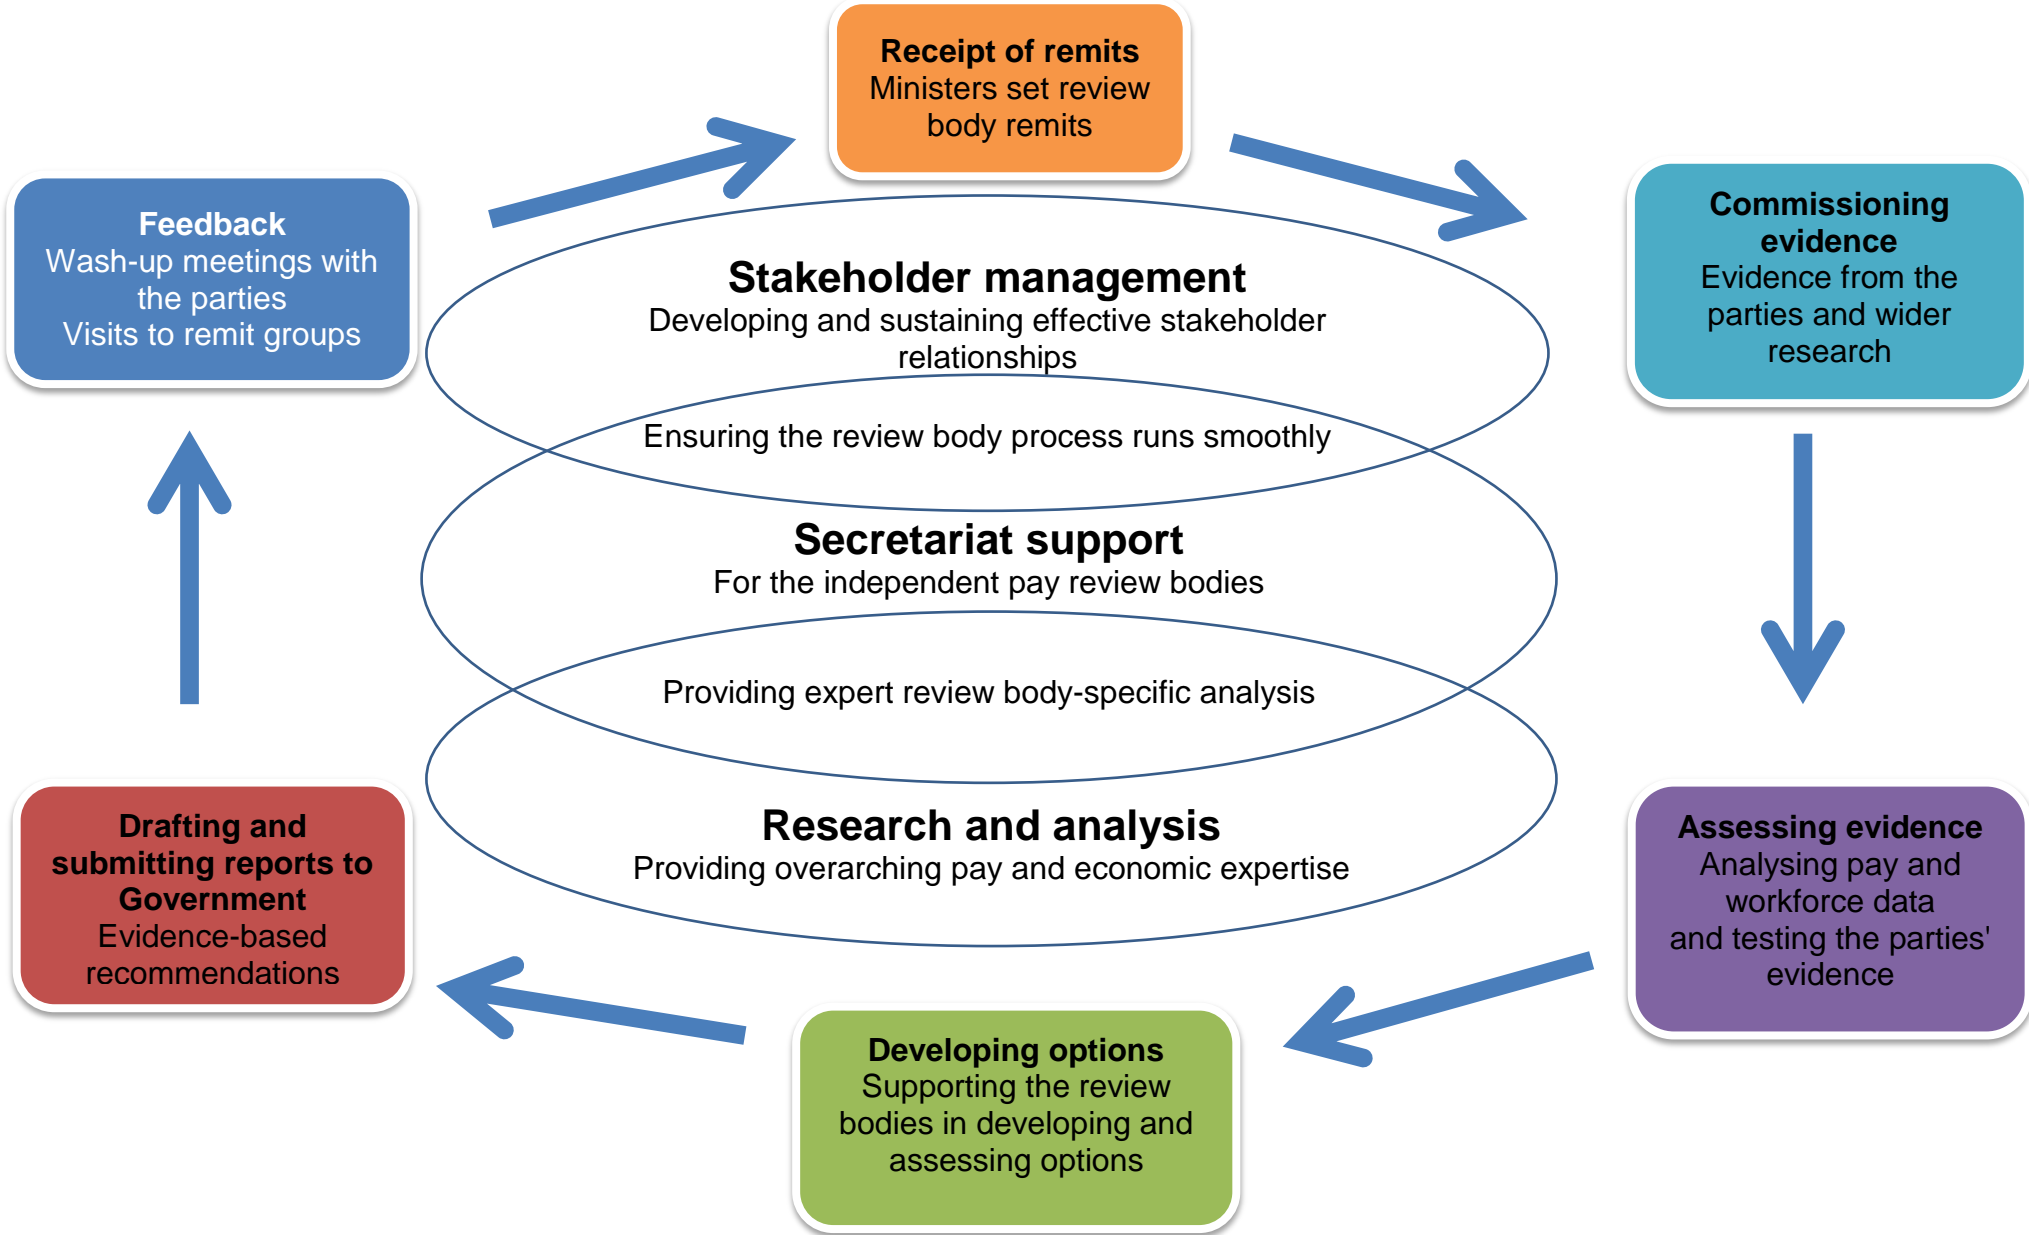 Receipt of remits
Ministers set review
body remits
Commissioning
evidence
Evidence from the
parties and wider
research
Assessing evidence
Analysing pay and
workforce data
and testing the parties'
evidence
Developing options
Supporting the review
bodies in developing and
assessing options
Drafting and
submitting reports to
Government
Evidence-based
recommendations
Feedback
Wash-up meetings with
the parties
Visits to remit groups
Stakeholder management
Developing and sustaining effective stakeholder
relationships
Ensuring the review body process runs smoothly
Secretariat support
For the independent pay review bodies
Providing expert review body-specific analysis
Research and analysis
Providing overarching pay and economic expertise